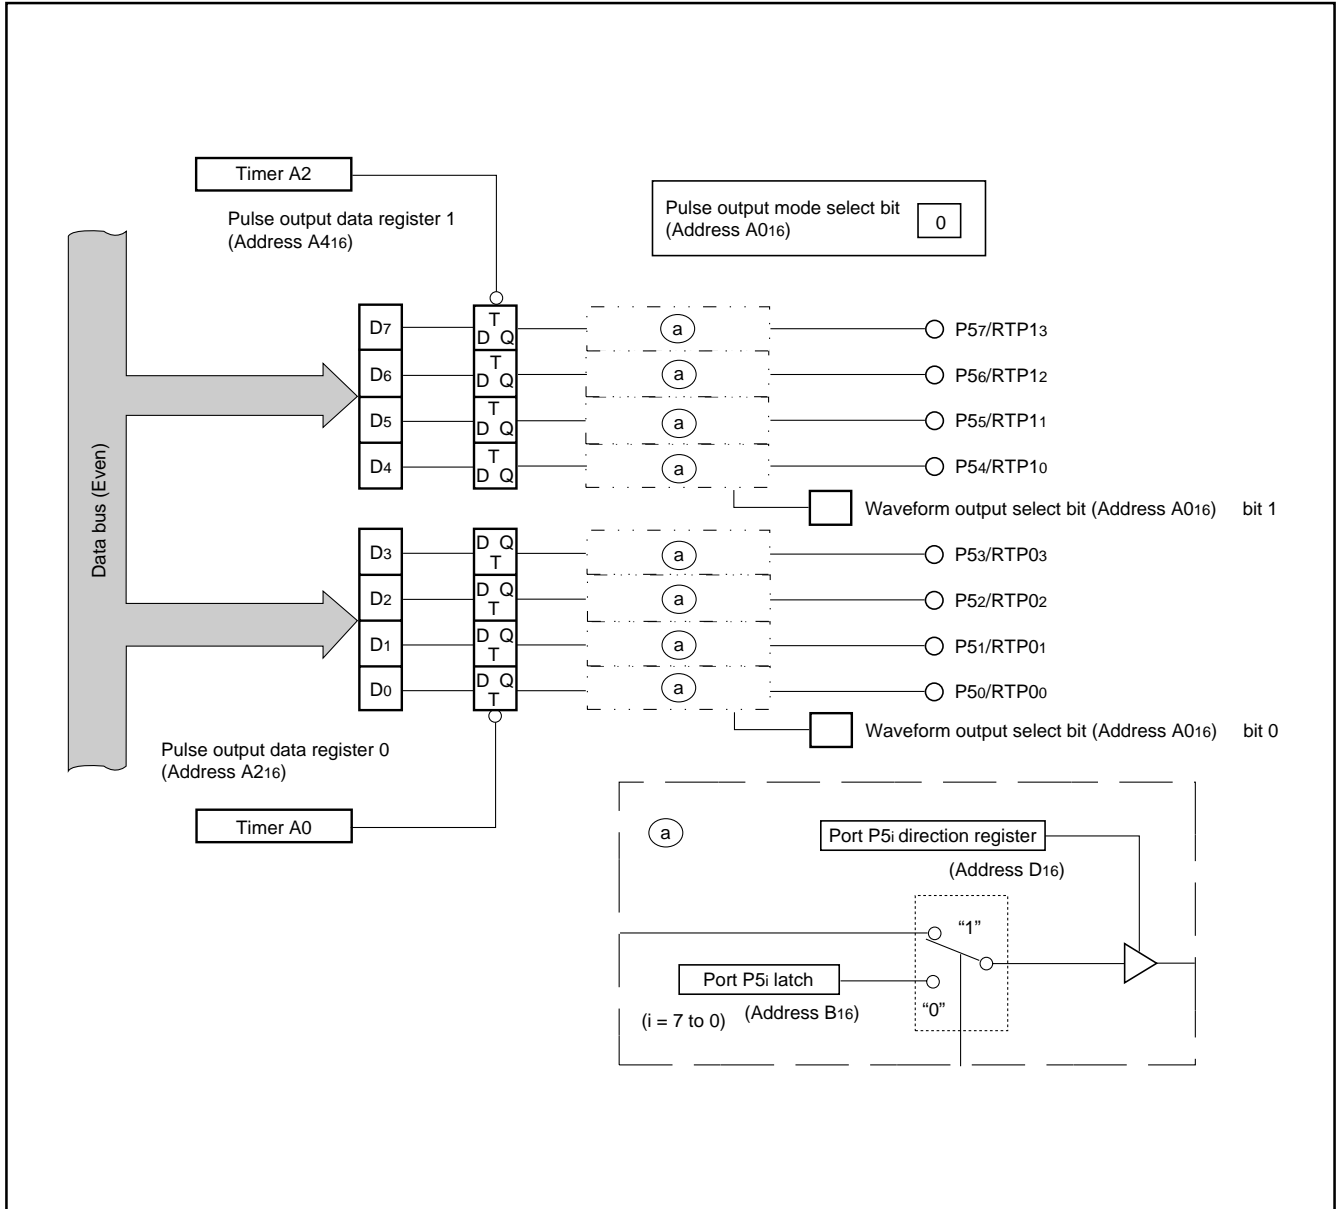 Timer A2
Pulse output data register 1
(Address A416)
Pulse output mode select bit
(Address A016)
0
Data bus (Even)
D7
T
D Q
a
P57/RTP13
D6
T
D Q
a
P56/RTP12
D5
T
D Q
a
P55/RTP11
D4
T
D Q
a
P54/RTP10
Waveform output select bit (Address A016) bit 1
D3
D Q
T
a
P53/RTP03
D2
D Q
T
a
P52/RTP02
D1
D Q
T
a
P51/RTP01
D0
D Q
T
a
P50/RTP00
Waveform output select bit (Address A016) bit 0
Pulse output data register 0
(Address A216)
Timer A0
a
Port P5i direction register
(Address D16)
“1”
Port P5i latch
“0”
(i = 7 to 0)
(Address B16)